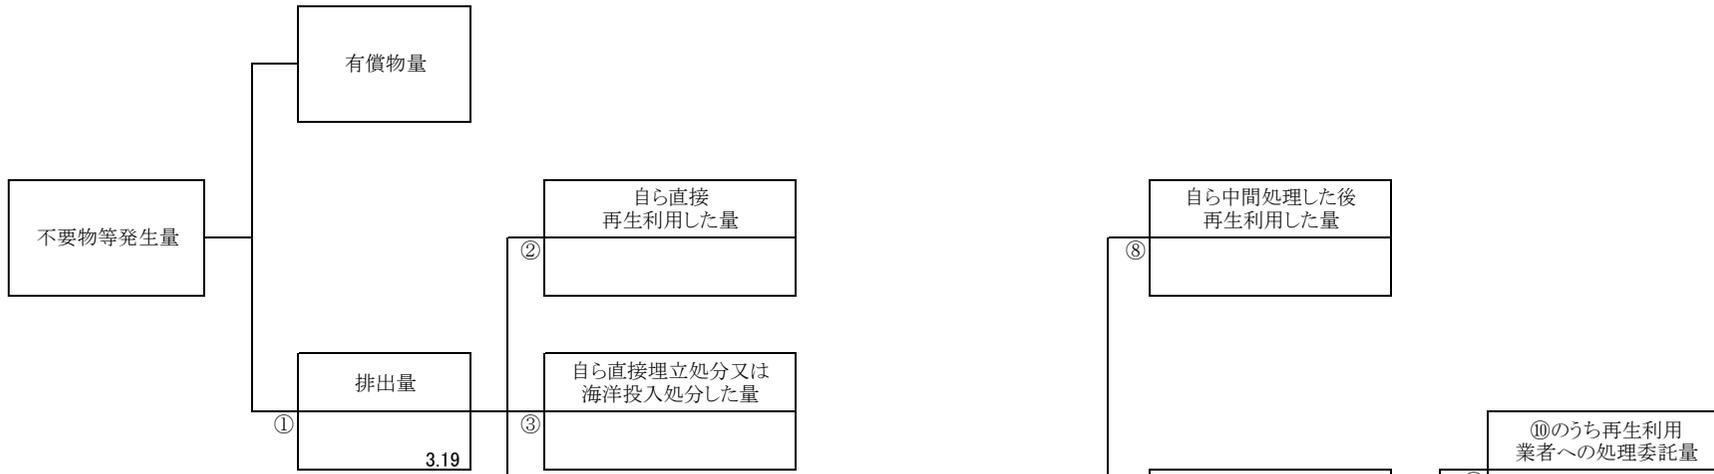 有償物量
不要物等発生量
自ら直接
再生利用した量
②
自ら中間処理した後
再生利用した量
⑧
排出量
①
3.19
自ら直接埋立処分又は
海洋投入処分した量
③
⑩のうち再生利用
業者への処理委託量